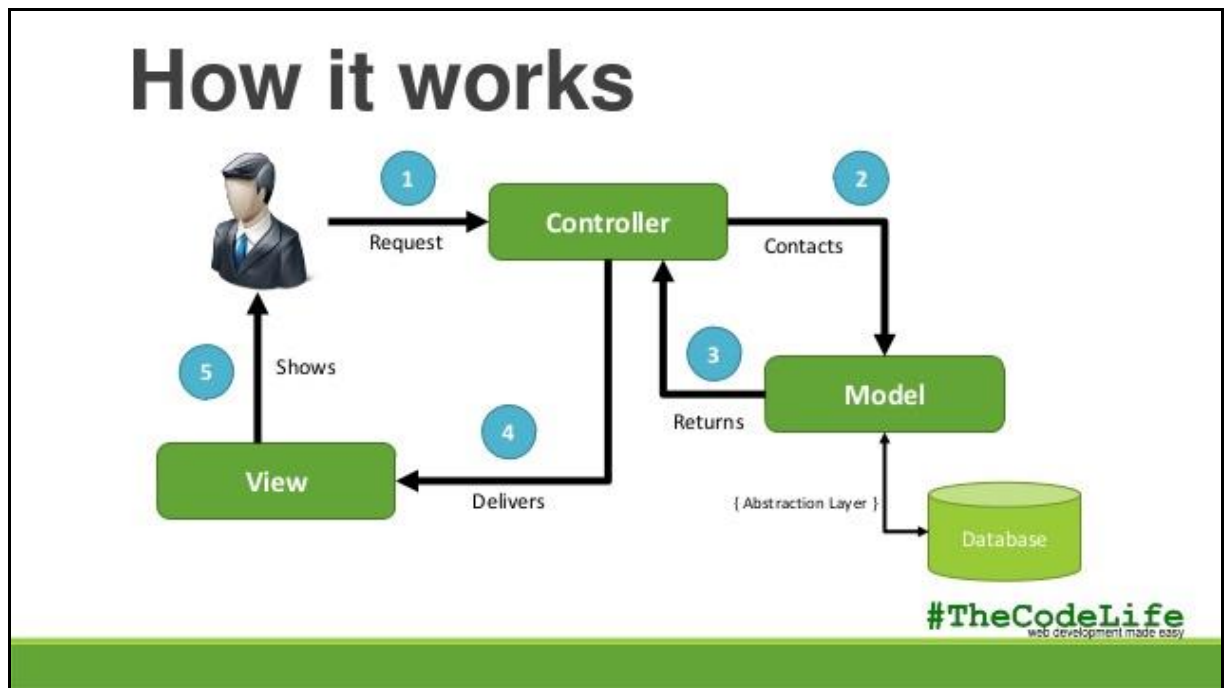 How it works
1
Request
Controller
2
Contacts
3
Returns
Model
5
Shows
4
Delivers
View
{ Abstraction Layer }
Database
#TheCodeLife
web development made easy